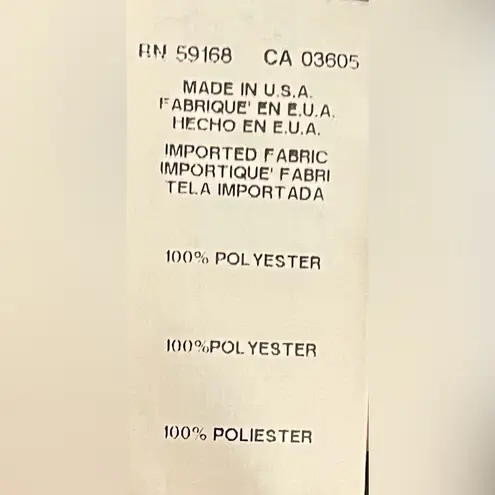 RN 59168 CA 03605
MADE IN U.S.A.
FABRIQUE' EN E.U.A.
HECHO EN E.U.A.
IMPORTED FABRIC
IMPORTIQUE' FABRI
TELA IMPORTADA
100% POLYESTER
100%POLYESTER
100% POLIESTER